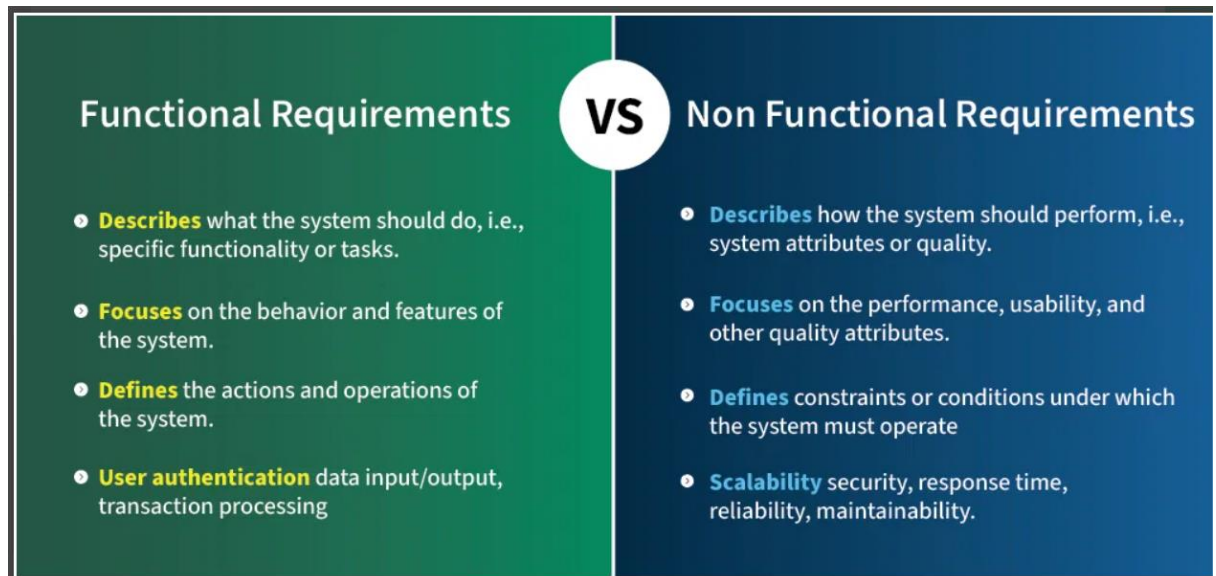 Functional Requirements
VS
Non Functional Requirements
Describes what the system should do, i.e.,
specific functionality or tasks.
Focuses on the behavior and features of
the system.
Defines the actions and operations of
the system.
User authentication data input/output,
transaction processing
Describes how the system should perform, i.e.,
system attributes or quality.
Focuses on the performance, usability, and
other quality attributes.
Defines constraints or conditions under which
the system must operate
Scalability security, response time,
reliability, maintainability.